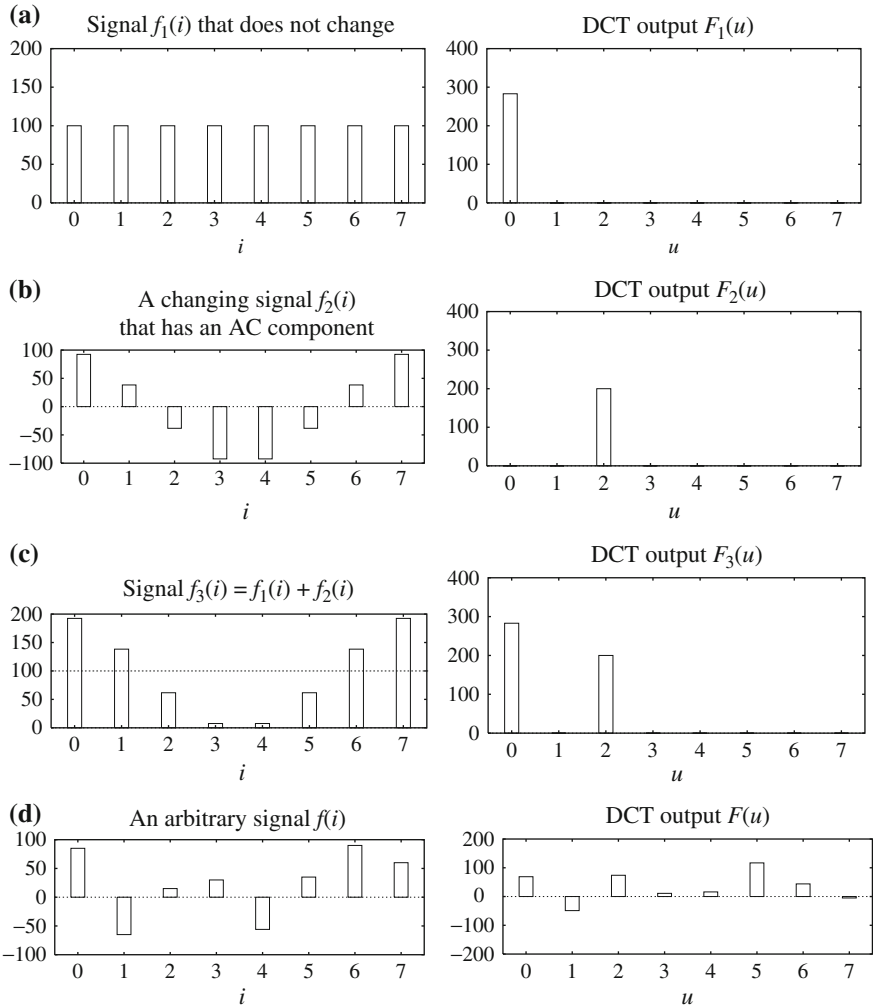 (a)
Signal f1(i) that does not change
200
150
100
50
0
0 1 2 3 4 5 6 7
i
DCT output F1(u)
400
300
200
100
0
0 1 2 3 4 5 6 7
u
(b)
A changing signal f2(i)
that has an AC component
100
50
0
−50
−100
0 1 2 3 4 5 6 7
i
DCT output F2(u)
400
300
200
100
0
0 1 2 3 4 5 6 7
u
(c)
Signal f3(i) = f1(i) + f2(i)
200
150
100
50
0
0 1 2 3 4 5 6 7
i
DCT output F3(u)
400
300
200
100
0
0 1 2 3 4 5 6 7
u
(d)
An arbitrary signal f(i)
100
50
0
−50
−100
0 1 2 3 4 5 6 7
i
DCT output F(u)
200
100
0
−100
−200
0 1 2 3 4 5 6 7
u